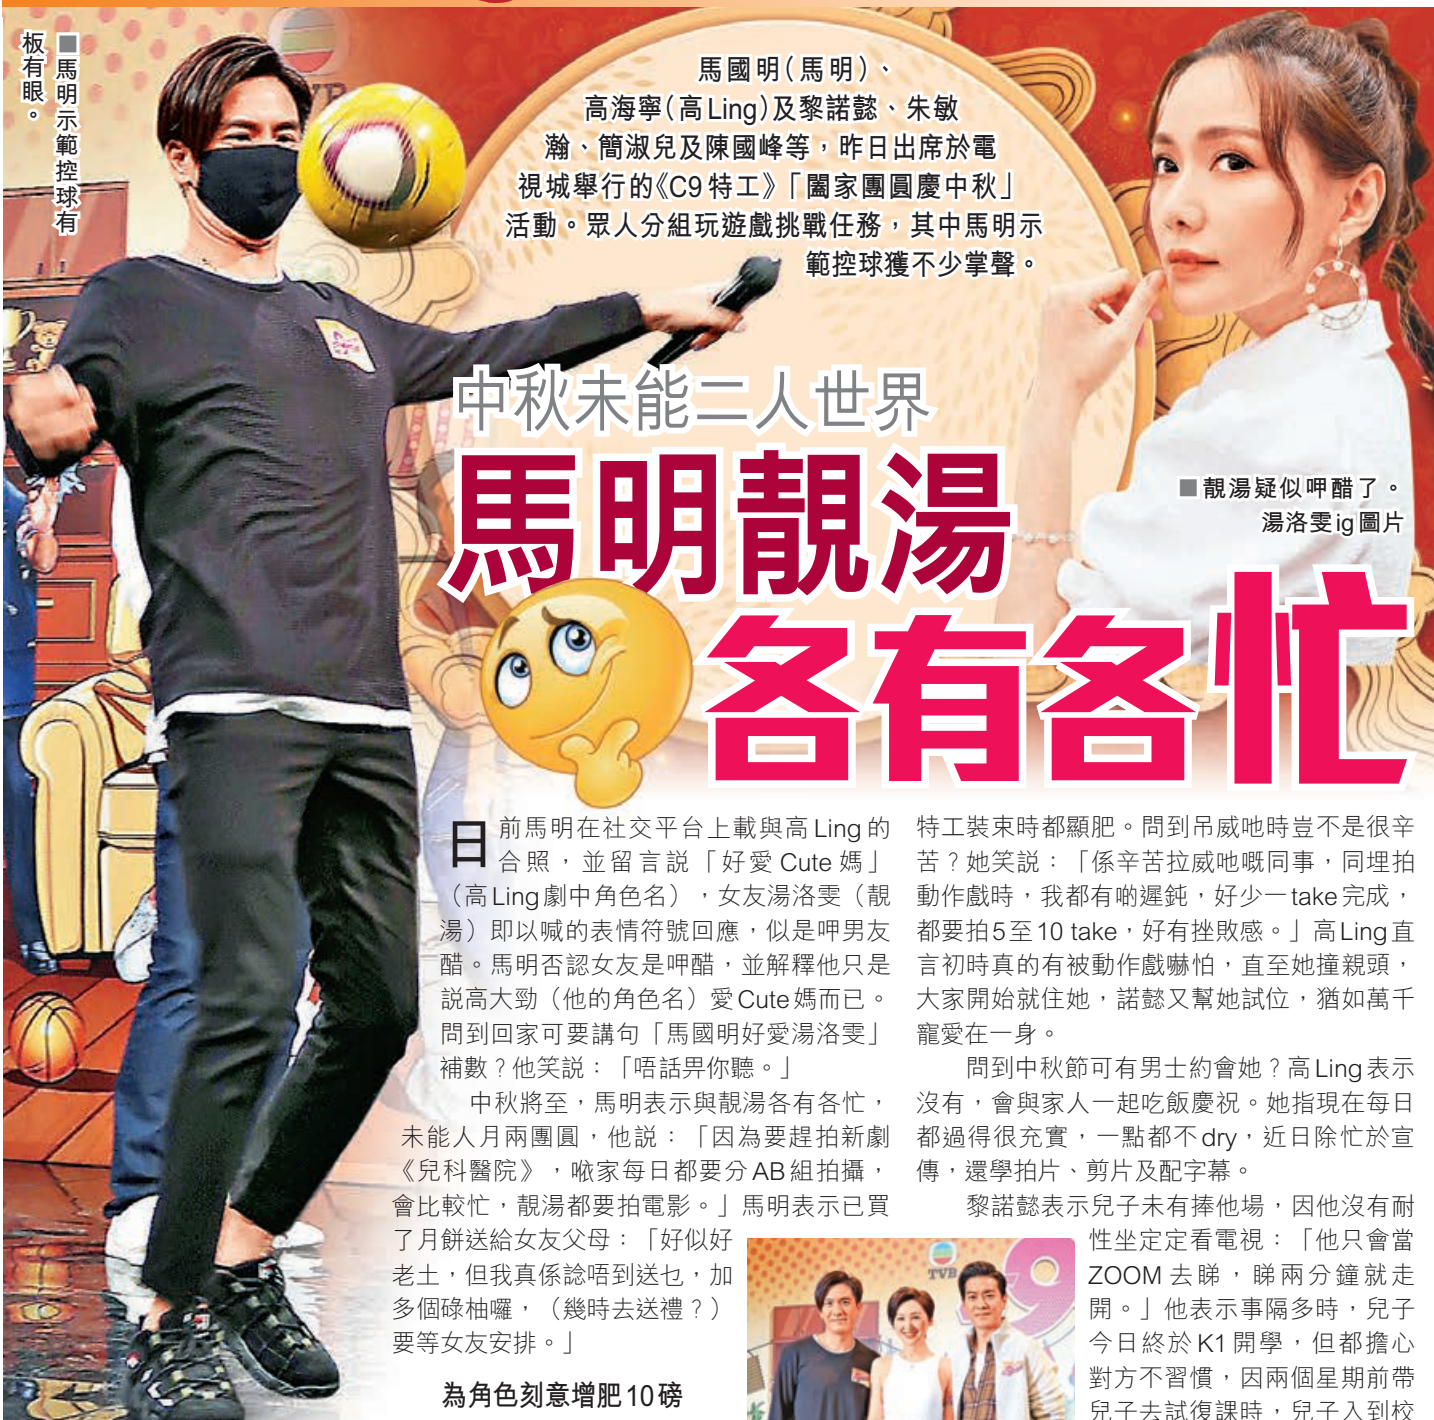 ■馬明示範控球有
板有眼。
馬國明(馬明)、
高海寧(高Ling)及黎諾懿、朱敏
瀚、簡淑兒及陳國峰等，昨日出席於電
視城舉行的《C9特工》「闔家團圓慶中秋」
活動。眾人分組玩遊戲挑戰任務，其中馬明示
範控球獲不少掌聲。
中秋未能二人世界
馬明靚湯
各有各忙
■靚湯疑似呷醋了。
湯洛雯ig圖片
日前馬明在社交平台上載與高Ling的
合照，並留言説「好愛Cute媽」
（高Ling劇中角色名），女友湯洛雯（靚
湯）即以喊的表情符號回應，似是呷男友
醋。馬明否認女友是呷醋，並解釋他只是
説高大勁（他的角色名）愛Cute媽而已。
問到回家可要講句「馬國明好愛湯洛雯」
補數？他笑説：「唔話畀你聽。」
中秋將至，馬明表示與靚湯各有各忙，
未能人月兩團圓，他説：「因為要趕拍新劇
《兒科醫院》，𠵱家每日都要分AB組拍攝，
會比較忙，靚湯都要拍電影。」馬明表示已買
了月餅送給女友父母：「好似好
老土，但我真係諗唔到送乜，加
多個碌柚囉，（幾時去送禮？）
要等女友安排。」
為角色刻意增肥10磅
特工裝束時都顯肥。問到吊威吔時豈不是很辛
苦？她笑説：「係辛苦拉威吔嘅同事，同埋拍
動作戲時，我都有啲遲鈍，好少一take完成，
都要拍5至10 take，好有挫敗感。」高Ling直
言初時真的有被動作戲嚇怕，直至她撞親頭，
大家開始就住她，諾懿又幫她試位，猶如萬千
寵愛在一身。
問到中秋節可有男士約會她？高Ling表示
沒有，會與家人一起吃飯慶祝。她指現在每日
都過得很充實，一點都不dry，近日除忙於宣
傳，還學拍片、剪片及配字幕。
黎諾懿表示兒子未有捧他場，因他沒有耐
性坐定定看電視：「他只會當
ZOOM去睇，睇兩分鐘就走
開。」他表示事隔多時，兒子
今日終於K1開學，但都擔心
對方不習慣，因兩個星期前帶
兒子去試復課時，兒子入到校
TVB
TVB
9